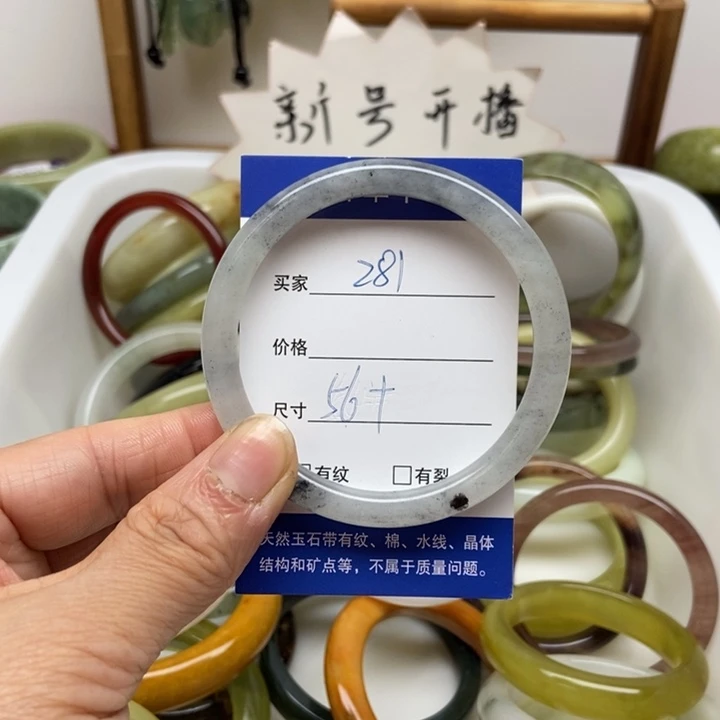 新号开播
买家 281
价格
尺寸 56+
有纹 □有裂
天然玉石带有纹、棉、水线、晶体
结构和矿点等，不属于质量问题。